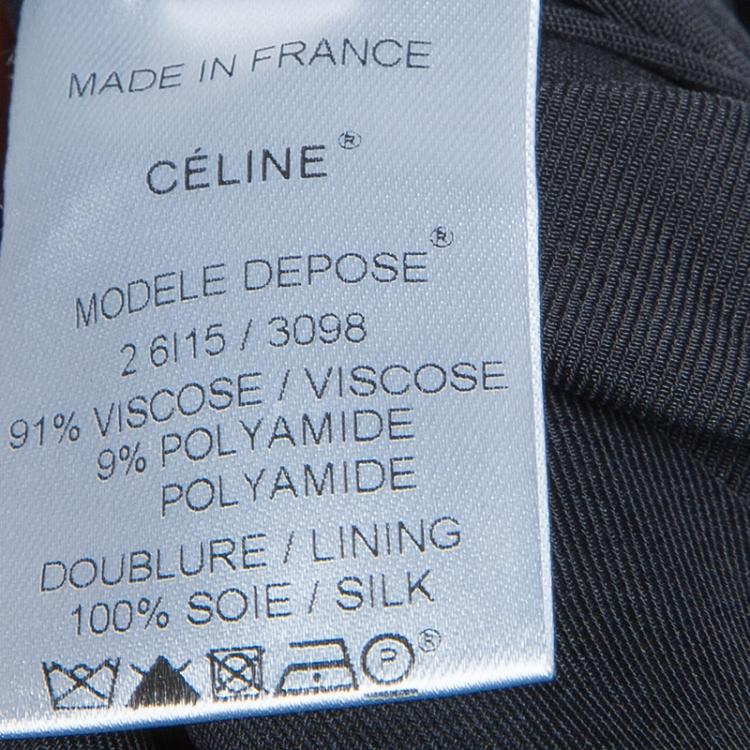 MADE IN FRANCE
CÉLINE®
MODELE DEPOSE®
2 6I15 / 3098
91% VISCOSE / VISCOSE
9% POLYAMIDE
POLYAMIDE
DOUBLURE / LINING
100% SOIE / SILK
P ®